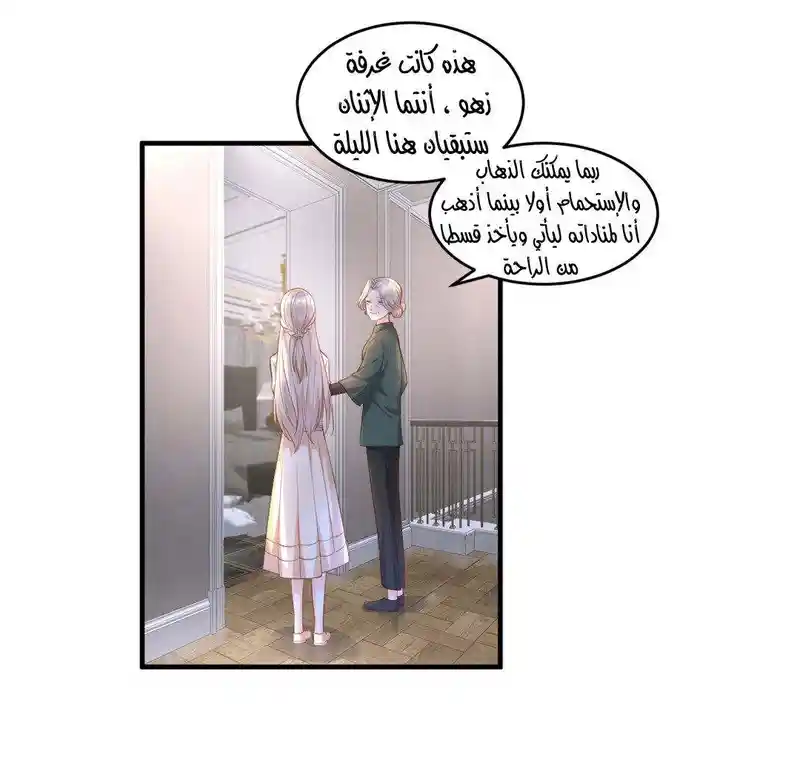 هذه كانت غرفة
زهو ، أنتما الإثنان
ستبقيان هنا الليلة
ربما يمكنك الذهاب
والإستحمام أولا بينما أذهب
أنا لمناداته ليأتي ويأخذ قسطا
من الراحة